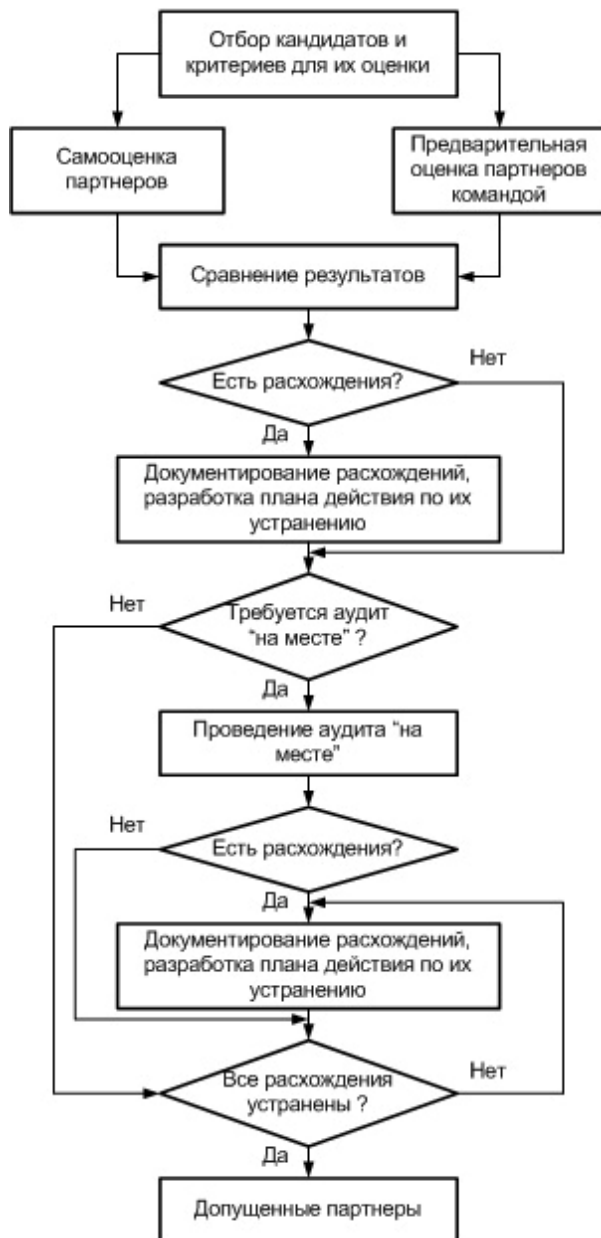 Отбор кандидатов и
критериев для их оценки
Самооценка
партнеров
Предварительная
оценка партнеров
командой
Сравнение результатов
Есть расхождения?
Нет
Да
Документирование расхождений,
разработка плана действия по их
устранению
Нет
Требуется аудит
“на месте” ?
Да
Проведение аудита “на
месте”
Нет
Есть расхождения?
Да
Документирование расхождений,
разработка плана действия по их
устранению
Все расхождения
устранены ?
Нет
Да
Допущенные партнеры